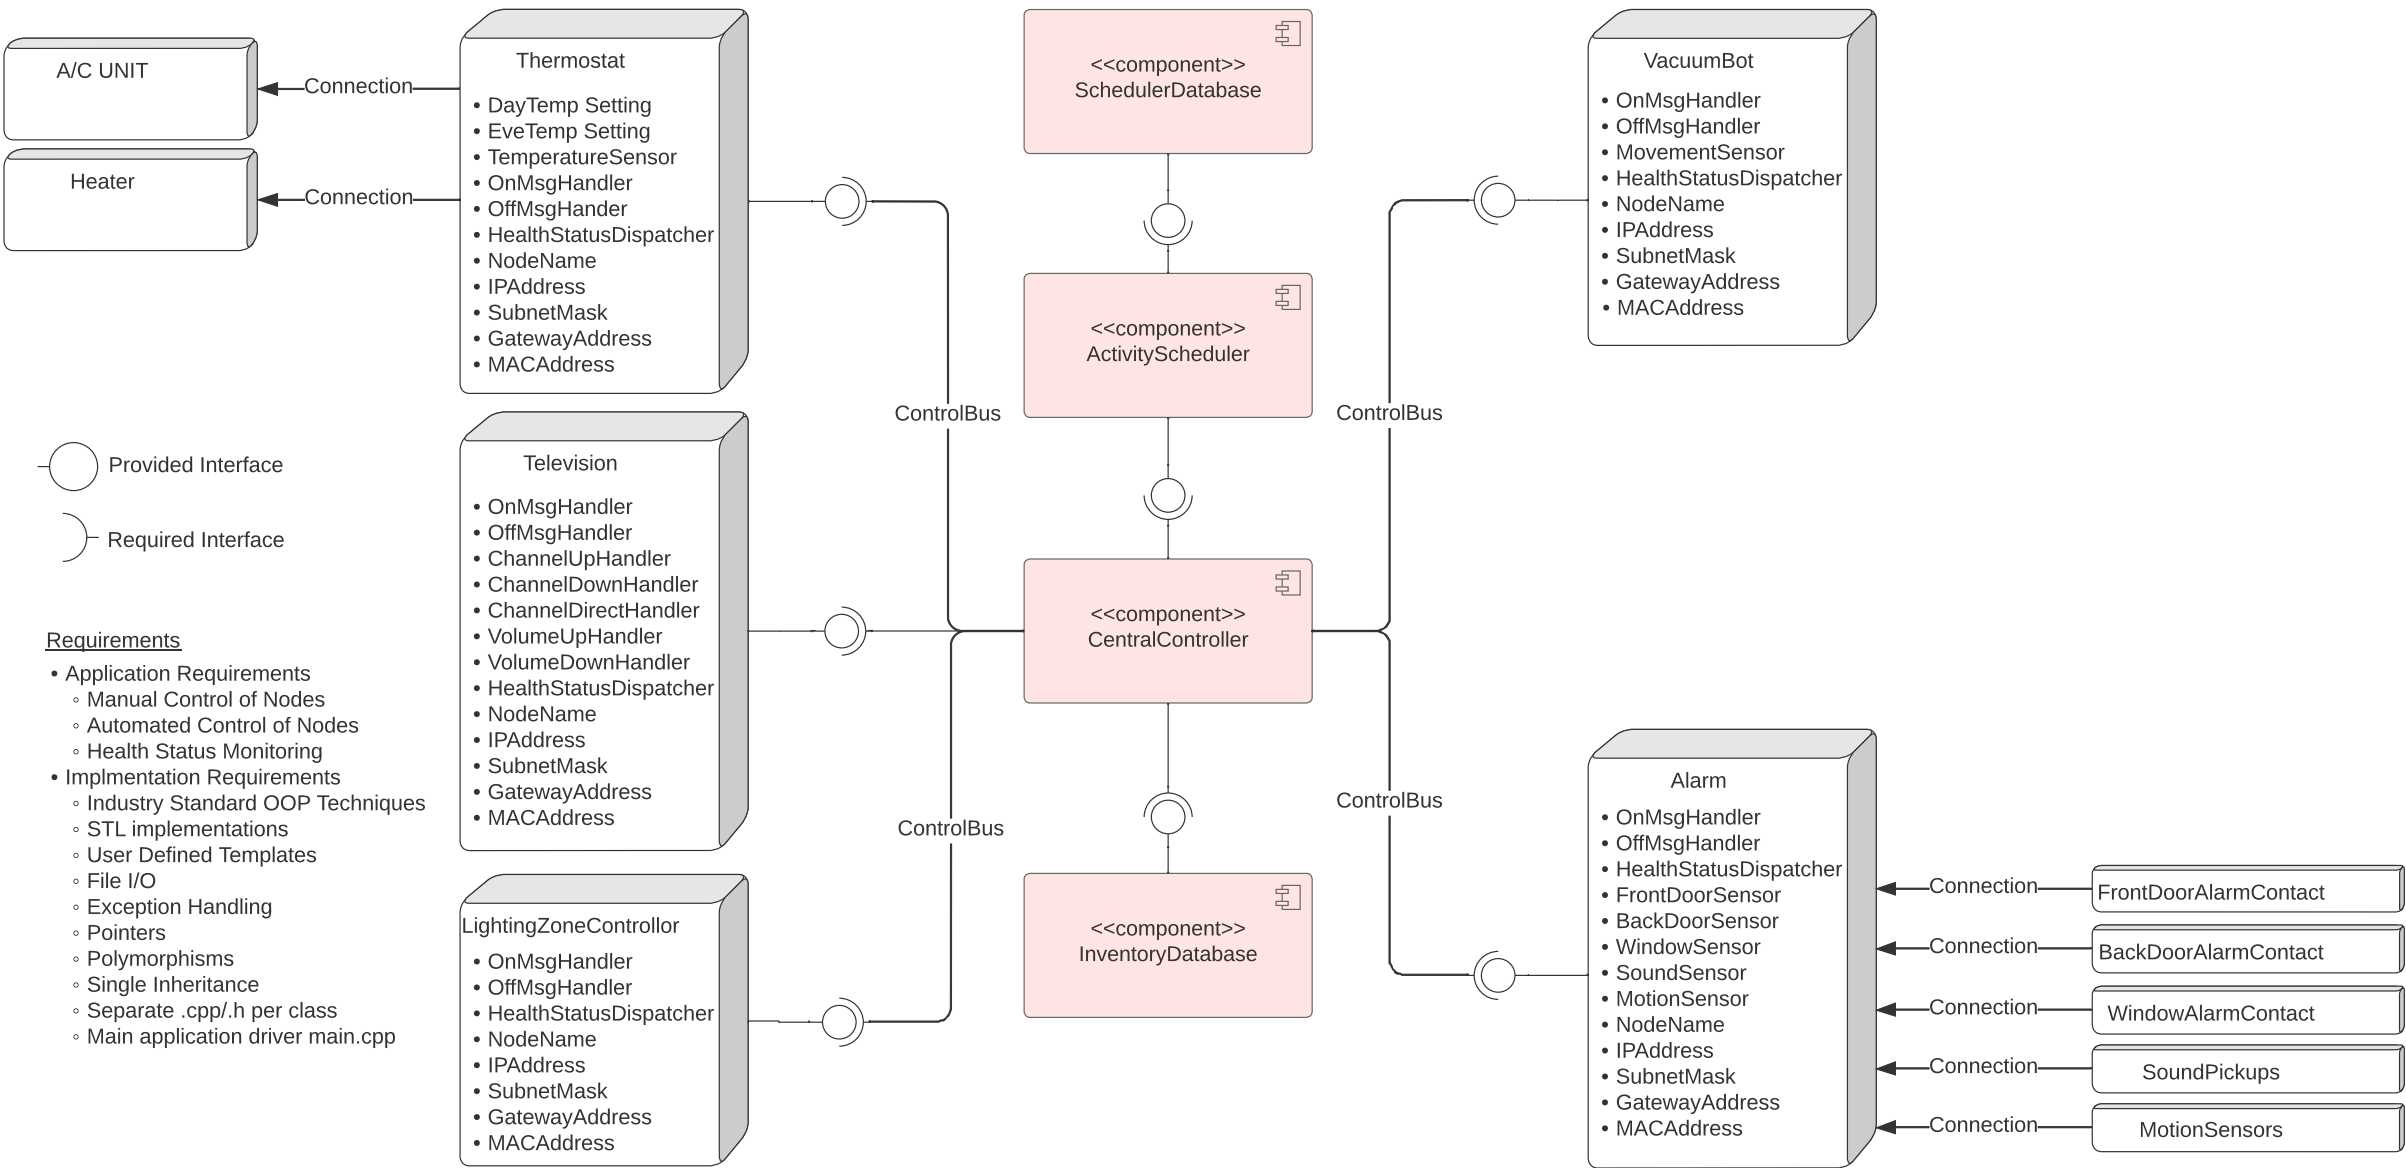 A/C UNIT
Connection
Heater
Connection
Thermostat
• DayTemp Setting
• EveTemp Setting
• TemperatureSensor
• OnMsgHandler
• OffMsgHander
• HealthStatusDispatcher
• NodeName
• IPAddress
• SubnetMask
• GatewayAddress
• MACAddress
<<component>>
SchedulerDatabase
<<component>>
ActivityScheduler
VacuumBot
• OnMsgHandler
• OffMsgHandler
• MovementSensor
• HealthStatusDispatcher
• NodeName
• IPAddress
• SubnetMask
• GatewayAddress
• MACAddress
ControlBus
ControlBus
Provided Interface
Required Interface
Requirements
• Application Requirements
◦ Manual Control of Nodes
◦ Automated Control of Nodes
◦ Health Status Monitoring
• Implmentation Requirements
◦ Industry Standard OOP Techniques
◦ STL implementations
◦ User Defined Templates
◦ File I/O
◦ Exception Handling
◦ Pointers
◦ Polymorphisms
◦ Single Inheritance
◦ Separate .cpp/.h per class
◦ Main application driver main.cpp
Television
• OnMsgHandler
• OffMsgHandler
• ChannelUpHandler
• ChannelDownHandler
• ChannelDirectHandler
• VolumeUpHandler
• VolumeDownHandler
• HealthStatusDispatcher
• NodeName
• IPAddress
• SubnetMask
• GatewayAddress
• MACAddress
<<component>>
CentralController
ControlBus
ControlBus
LightingZoneControllor
• OnMsgHandler
• OffMsgHandler
• HealthStatusDispatcher
• NodeName
• IPAddress
• SubnetMask
• GatewayAddress
• MACAddress
<<component>>
InventoryDatabase
Alarm
• OnMsgHandler
• OffMsgHandler
• HealthStatusDispatcher
• FrontDoorSensor
• BackDoorSensor
• WindowSensor
• SoundSensor
• MotionSensor
• NodeName
• IPAddress
• SubnetMask
• GatewayAddress
• MACAddress
Connection
FrontDoorAlarmContact
Connection
BackDoorAlarmContact
Connection
WindowAlarmContact
Connection
SoundPickups
Connection
MotionSensors